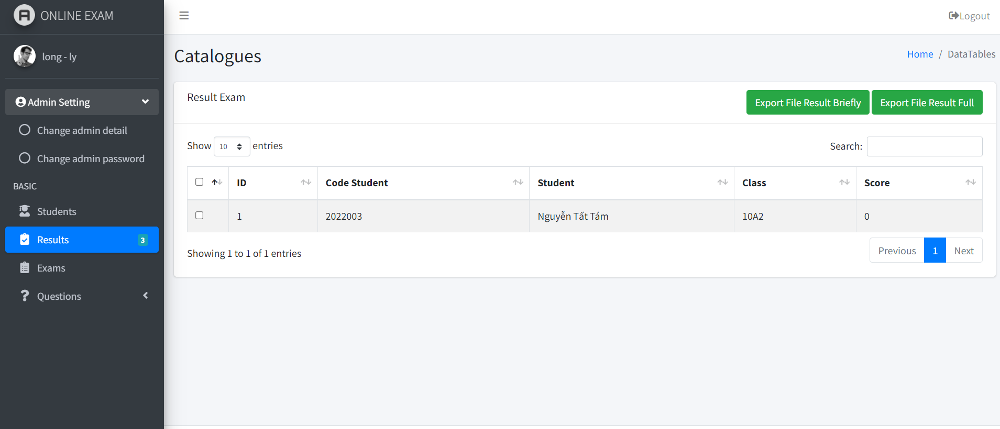 ONLINE EXAM
Logout
long - ly
Catalogues
Home / DataTables
Admin Setting
Change admin detail
Change admin password
BASIC
Students
Results 3
Exams
Questions
Result Exam
Export File Result Briefly
Export File Result Full
Show 10 entries
Search:
ID Code Student Student Class Score
1 2022003 Nguyễn Tất Tám 10A2 0
Showing 1 to 1 of 1 entries
Previous 1 Next